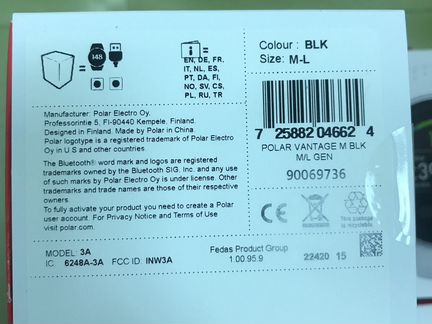 148
=
=
EN, DE, FR,
IT, NL, ES,
PT, DA, FI,
NO, SV, CS,
PL, RU, TR
Colour : BLK
Size: M-L
7 25882 04662 4
POLAR VANTAGE M BLK
M/L GEN
90069736
Manufacturer: Polar Electro Oy.
Professorintie 5, FI-90440 Kempele. Finland.
Designed in Finland. Made by Polar in China.
Polar logotype is a registered trademark of Polar Electro
Oy in U S and other countries.
The Bluetooth® word mark and logos are registered
trademarks owned by the Bluetooth SIG, Inc. and any use
of such marks by Polar Electro Oy is under license. Other
trademarks and trade names are those of their respective
owners.
To fully activate your product you need to create a Polar
user account. For Privacy Notice and Terms of Use
visit polar.com.
CE
This package
is recyclable
MODEL 3A
IC 6248A-3A FCC ID INW3A
Fedas Product Group
1.00.95.9
22420 15